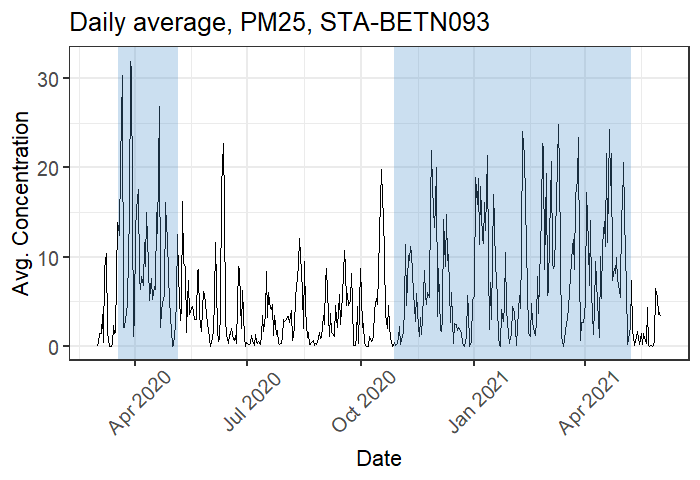 Daily average, PM25, STA-BETN093
Avg. Concentration
30
20
10
0
Apr 2020
Jul 2020
Oct 2020
Jan 2021
Apr 2021
Date